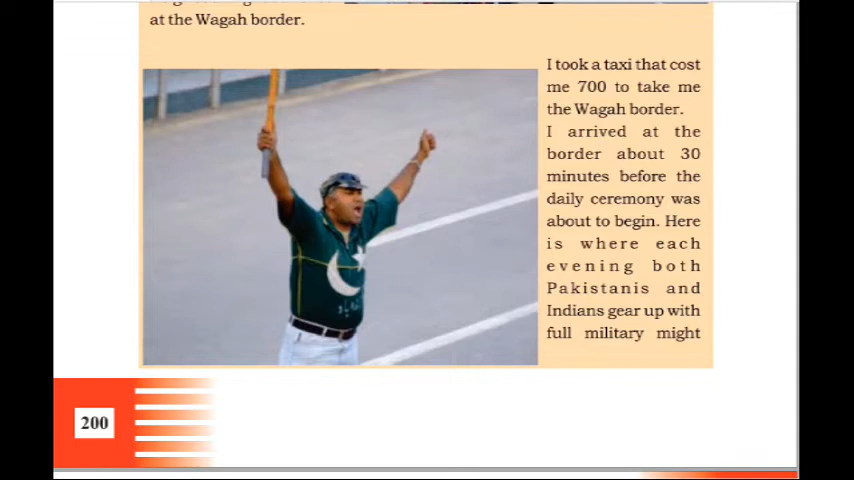 at the Wagah border.
I took a taxi that cost
me 700 to take me
the Wagah border.
I arrived at the
border about 30
minutes before the
daily ceremony was
about to begin. Here
is where each
evening both
Pakistanis and
Indians gear up with
full military might
200